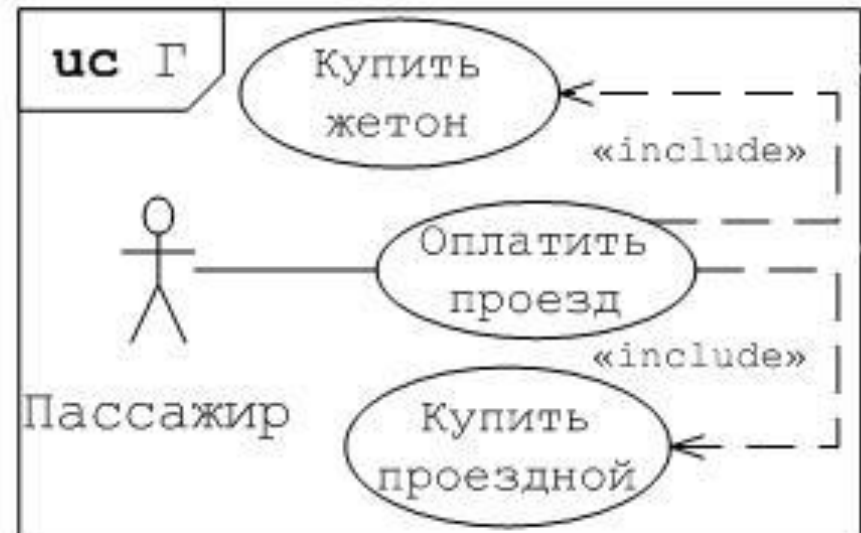 uc Г
Купить
жетон
«include»
Оплатить
проезд
«include»
Пассажир
Купить
проездной